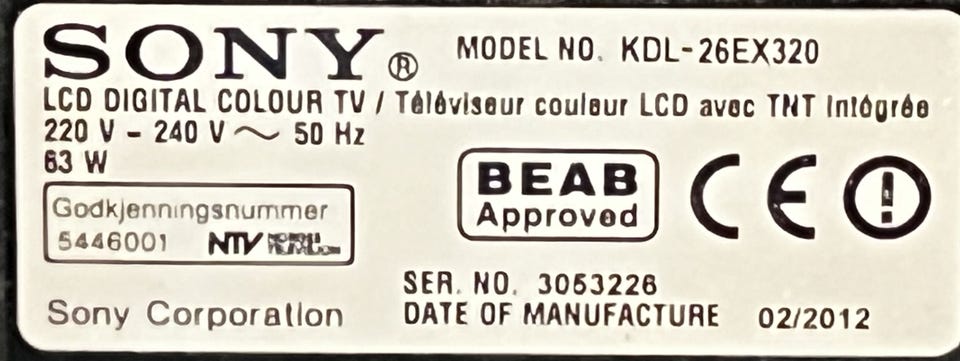 SONY® MODEL NO. KDL-26EX320
LCD DIGITAL COLOUR TV / Téléviseur couleur LCD avec TNT Intégrée
220 V - 240 V ~ 50 Hz
63 W
BEAB
Approved
CE
Godkjenningsnummer
5446001 NTV
SER. NO. 3053226
Sony Corporation
DATE OF MANUFACTURE 02/2012